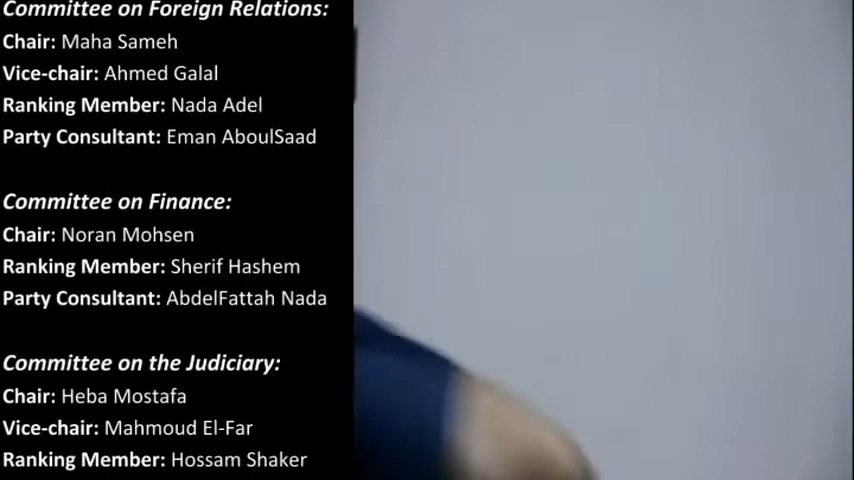 Committee on Foreign Relations:
Chair: Maha Sameh
Vice-chair: Ahmed Galal
Ranking Member: Nada Adel
Party Consultant: Eman AboulSaad
Committee on Finance:
Chair: Noran Mohsen
Ranking Member: Sherif Hashem
Party Consultant: AbdelFattah Nada
Committee on the Judiciary:
Chair: Heba Mostafa
Vice-chair: Mahmoud El-Far
Ranking Member: Hossam Shaker